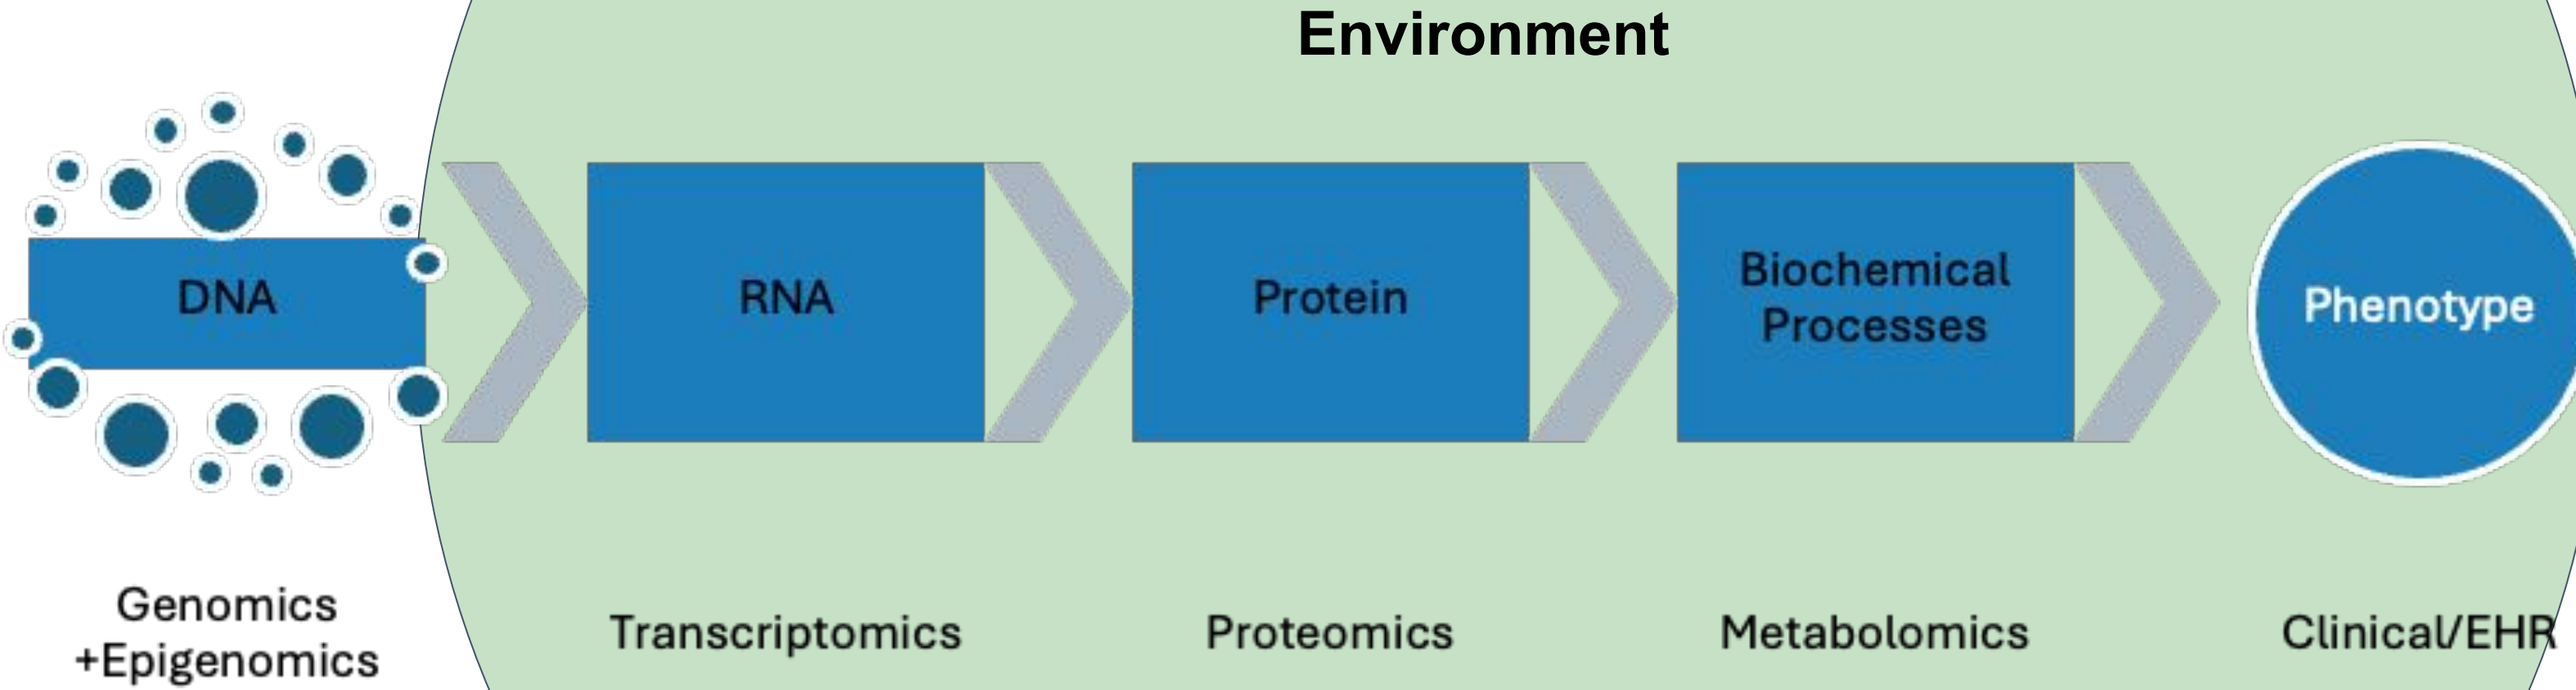 Environment
DNA
RNA
Protein
Biochemical
Processes
Phenotype
Genomics
+Epigenomics
Transcriptomics
Proteomics
Metabolomics
Clinical/EHR